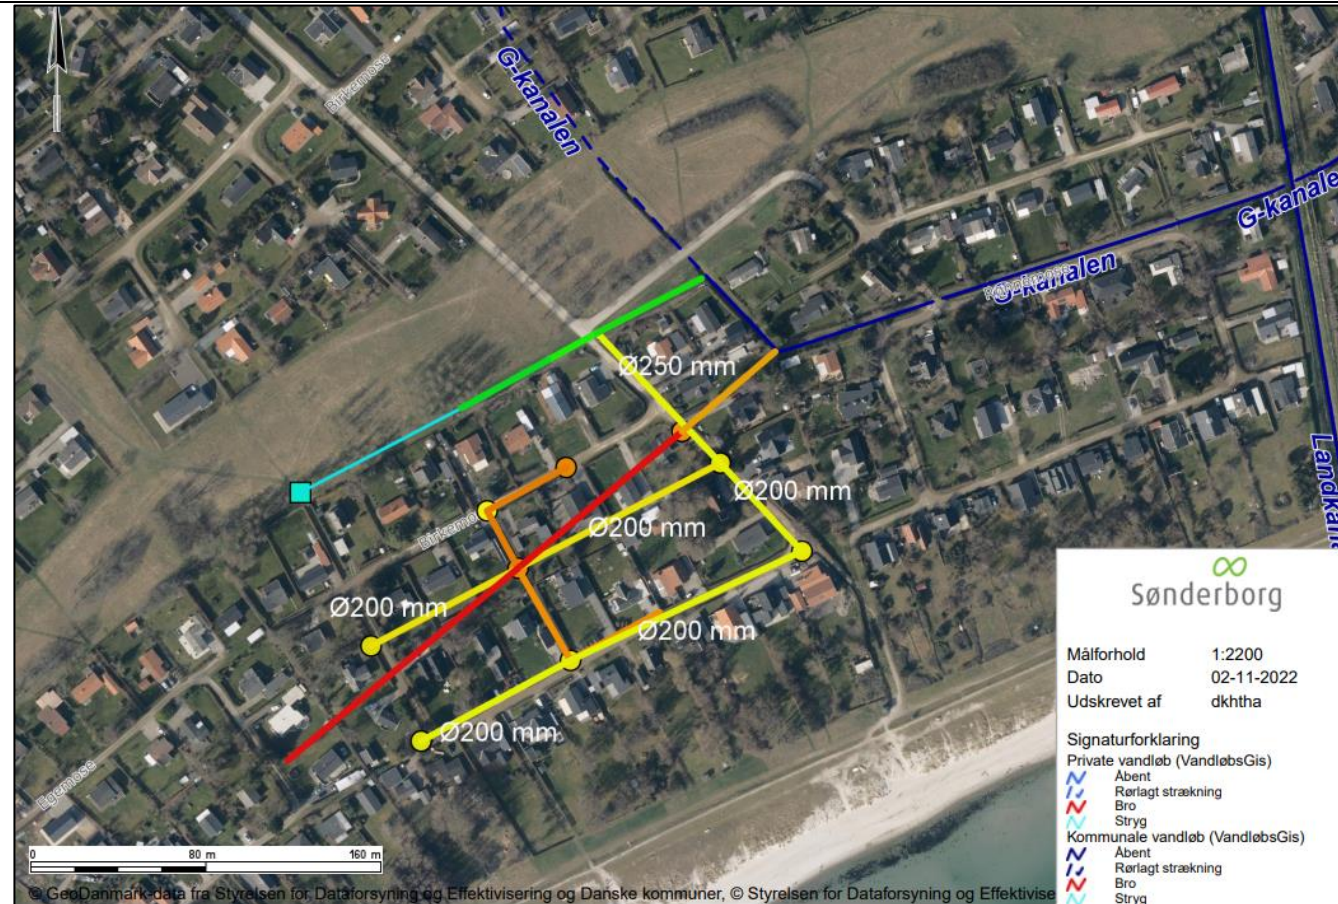 Birkemose
G-kanalen
G-kanalen
G-kanalen
Ø250 mm
Ø200 mm
Birkemose
Ø200 mm
Ø200 mm
Ø200 mm
Ø200 mm
Egemose
0 80 m 160 m
© GeoDanmark-data fra Styrelsen for Dataforsyning og Effektivisering og Danske kommuner, © Styrelsen for Dataforsyning og Effektivise
Sønderborg
Målforhold 1:2200
Dato 02-11-2022
Udskrevet af dkhtha
Signaturforklaring
Private vandløb (VandløbsGis)
Åbent
Rørlagt strækning
Bro
Stryg
Kommunale vandløb (VandløbsGis)
Åbent
Rørlagt strækning
Bro
Stryg